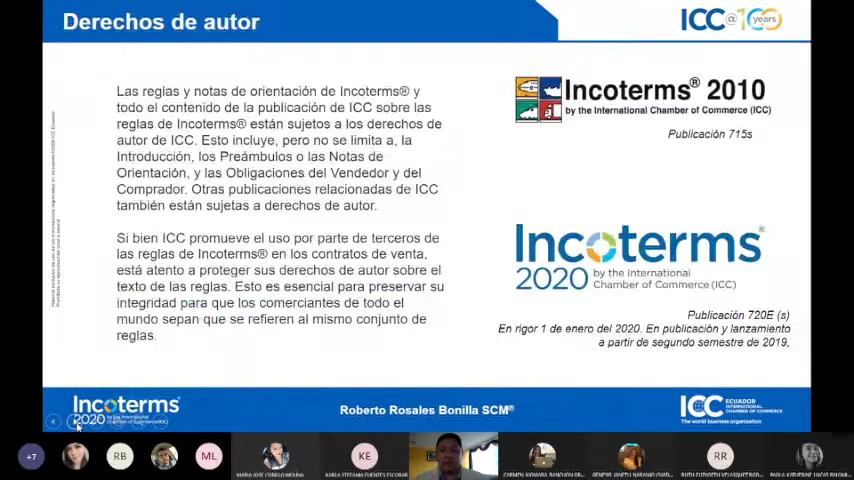 Derechos de autor
ICC@100 years
Las reglas y notas de orientación de Incoterms® y
todo el contenido de la publicación de ICC sobre las
reglas de Incoterms® están sujetos a los derechos de
autor de ICC. Esto incluye, pero no se limita a, la
Introducción, los Preámbulos o las Notas de
Orientación, y las Obligaciones del Vendedor y del
Comprador. Otras publicaciones relacionadas de ICC
también están sujetas a derechos de autor.
Si bien ICC promueve el uso por parte de terceros de
las reglas de Incoterms® en los contratos de venta,
está atento a proteger sus derechos de autor sobre el
texto de las reglas. Esto es esencial para preservar su
integridad para que los comerciantes de todo el
mundo sepan que se refieren al mismo conjunto de
reglas.
Incoterms® 2010
by the International Chamber of Commerce (ICC)
Publicación 715s
Incoterms®
2020 by the International
Chamber of Commerce (ICC)
Publicación 720E (s)
En rigor 1 de enero del 2020. En publicación y lanzamiento
a partir de segundo semestre de 2019,
Incoterms
2020
Roberto Rosales Bonilla SCM®
ICC ECUADOR
INTERNATIONAL
CHAMBER OF COMMERCE
The world business organization
+7
RB
ML
KE
RR
MARIA JOSE
KARLA STEFANIA FUENTES ESCOBAR